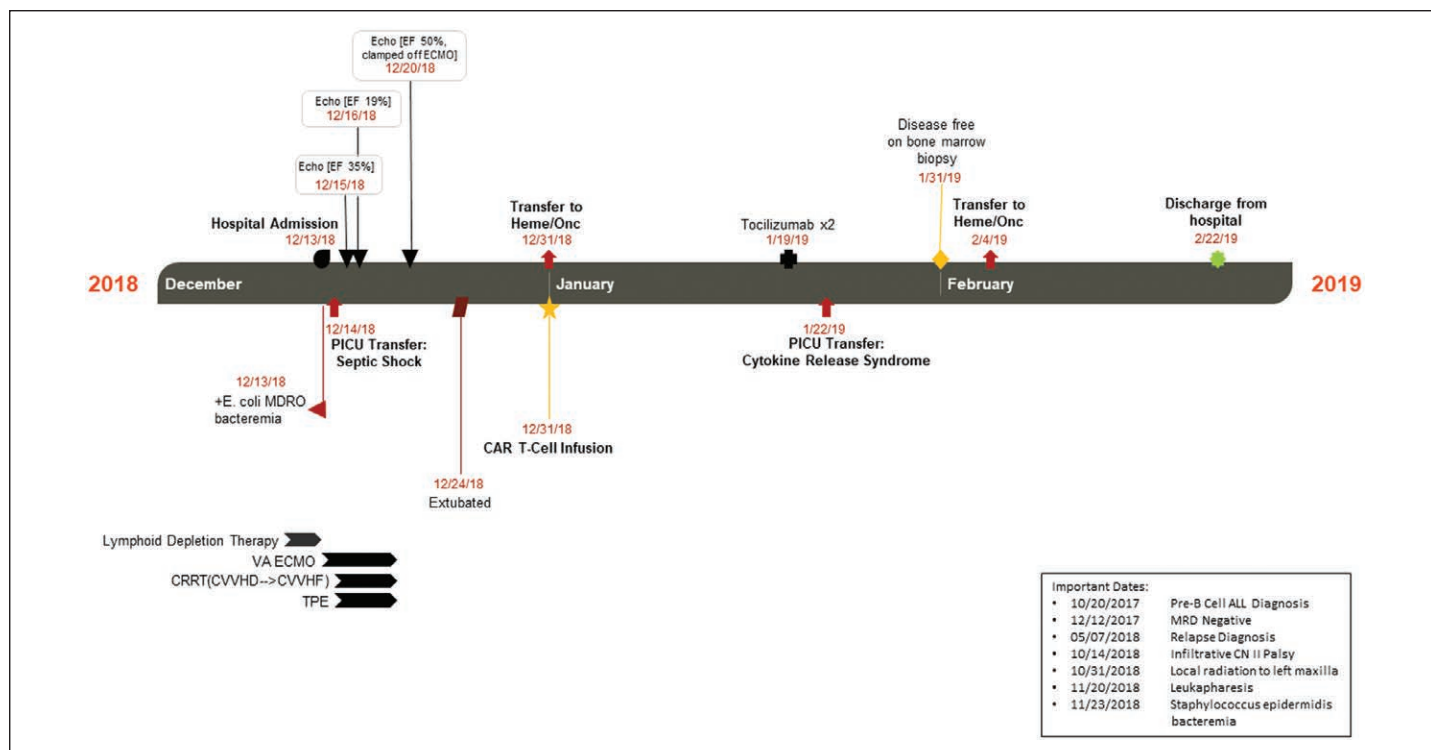 Echo [EF 50%,
clamped off ECMO]
12/20/18
Echo [EF 19%]
12/16/18
Echo [EF 35%]
12/15/18
Hospital Admission
12/13/18
Transfer to
Heme/Onc
12/31/18
Tocilizumab x2
1/19/19
Disease free
on bone marrow
biopsy
1/31/19
Transfer to
Heme/Onc
2/4/19
Discharge from
hospital
2/22/19
2018
December
January
February
2019
12/14/18
PICU Transfer:
Septic Shock
1/22/19
PICU Transfer:
Cytokine Release Syndrome
12/13/18
+E. coli MDRO
bacteremia
12/31/18
CAR T-Cell Infusion
12/24/18
Extubated
Lymphoid Depletion Therapy
VA ECMO
CRRT(CVVHD-->CVVHF)
TPE
Important Dates:
• 10/20/2017 Pre-B Cell ALL Diagnosis
• 12/12/2017 MRD Negative
• 05/07/2018 Relapse Diagnosis
• 10/14/2018 Infiltrative CN II Palsy
• 10/31/2018 Local radiation to left maxilla
• 11/20/2018 Leukapharesis
• 11/23/2018 Staphylococcus epidermidis
bacteremia